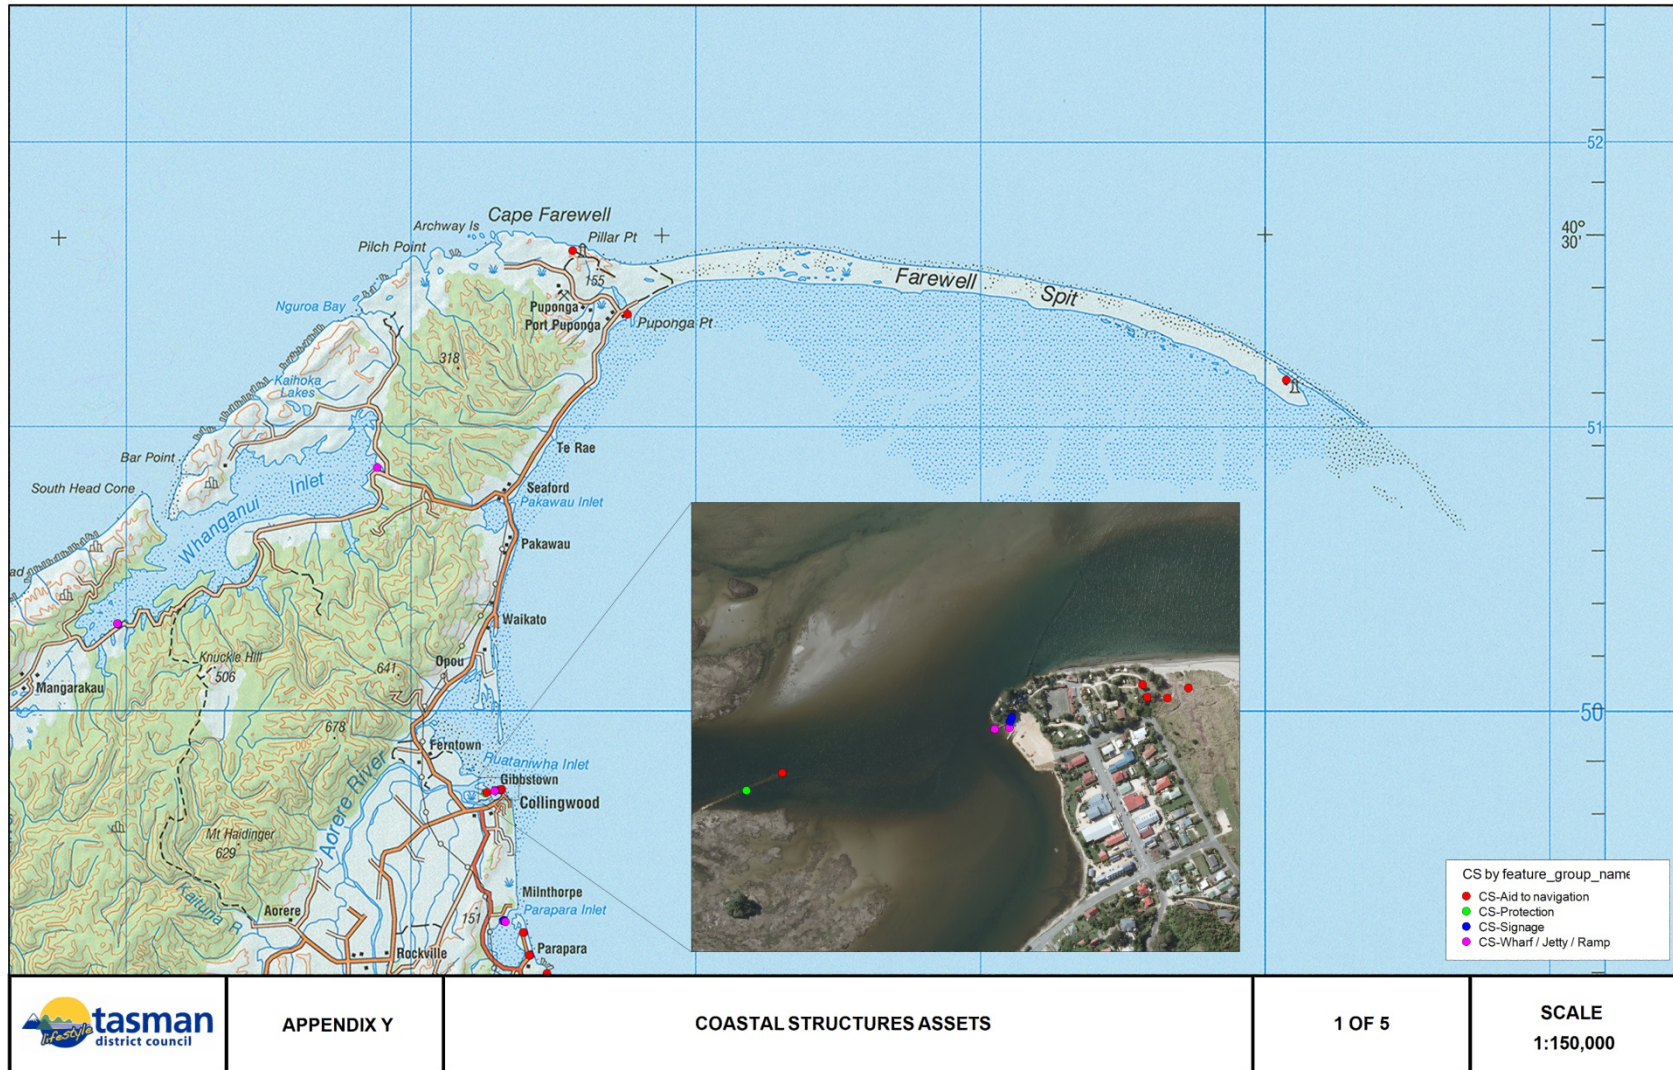 52
Cape Farewell
Archway Is
Pillar Pt
Pilch Point
40°
30'
155
Farewell
Spit
Nguroa Bay
Puponga
Port Puponga
Puponga Pt
318
Kaihoka
Lakes
51
Te Rae
Bar Point
South Head Cone
Seaford
Pakawau Inlet
Whanganui Inlet
Pakawau
ad
Waikato
Knuckle Hill
506
641
Opou
Mangarakau
50
678
Ferntown
Ruataniwha Inlet
Gibbstown
Collingwood
Aorere River
Mt Haidinger
629
Milnthorpe
Parapara Inlet
Kaituna R
Aorere
151
Rockville
Parapara
CS by feature_group_name
CS-Aid to navigation
CS-Protection
CS-Signage
CS-Wharf / Jetty / Ramp
tasman
lifestyle
district council
APPENDIX Y
COASTAL STRUCTURES ASSETS
1 OF 5
SCALE
1:150,000